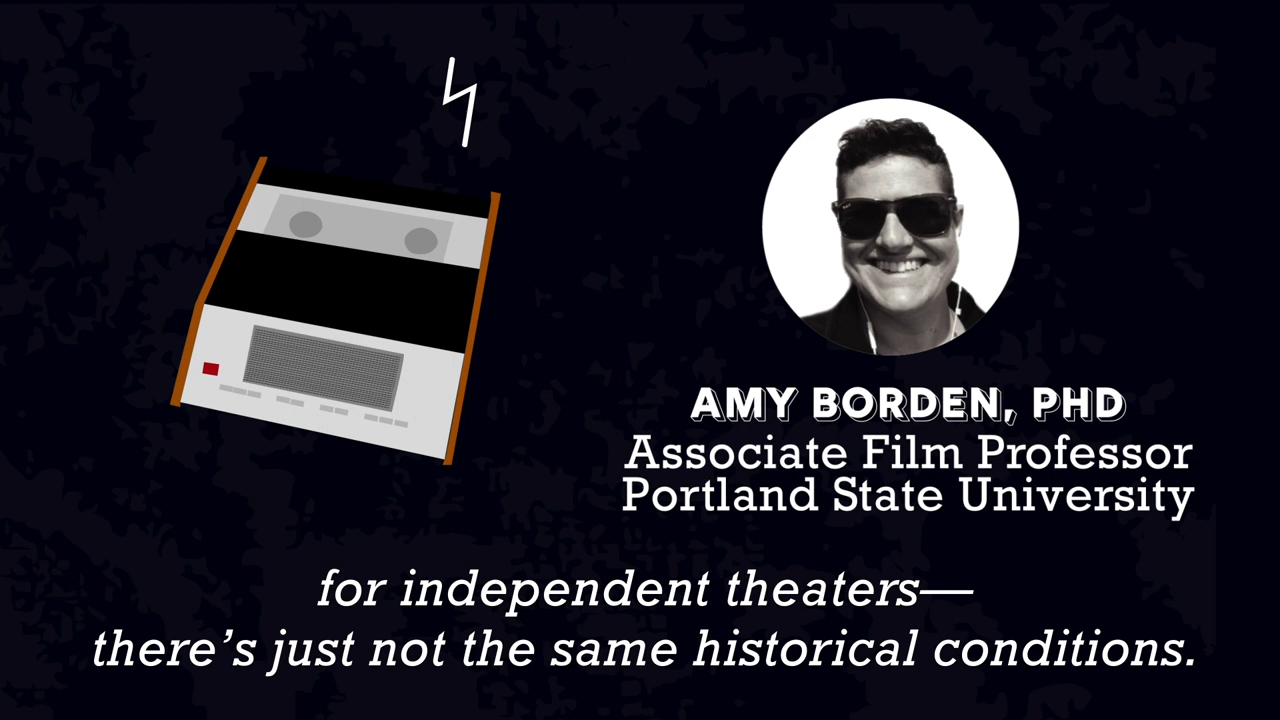 AMY BORDEN, PHD
Associate Film Professor
Portland State University
for independent theaters—
there’s just not the same historical conditions.